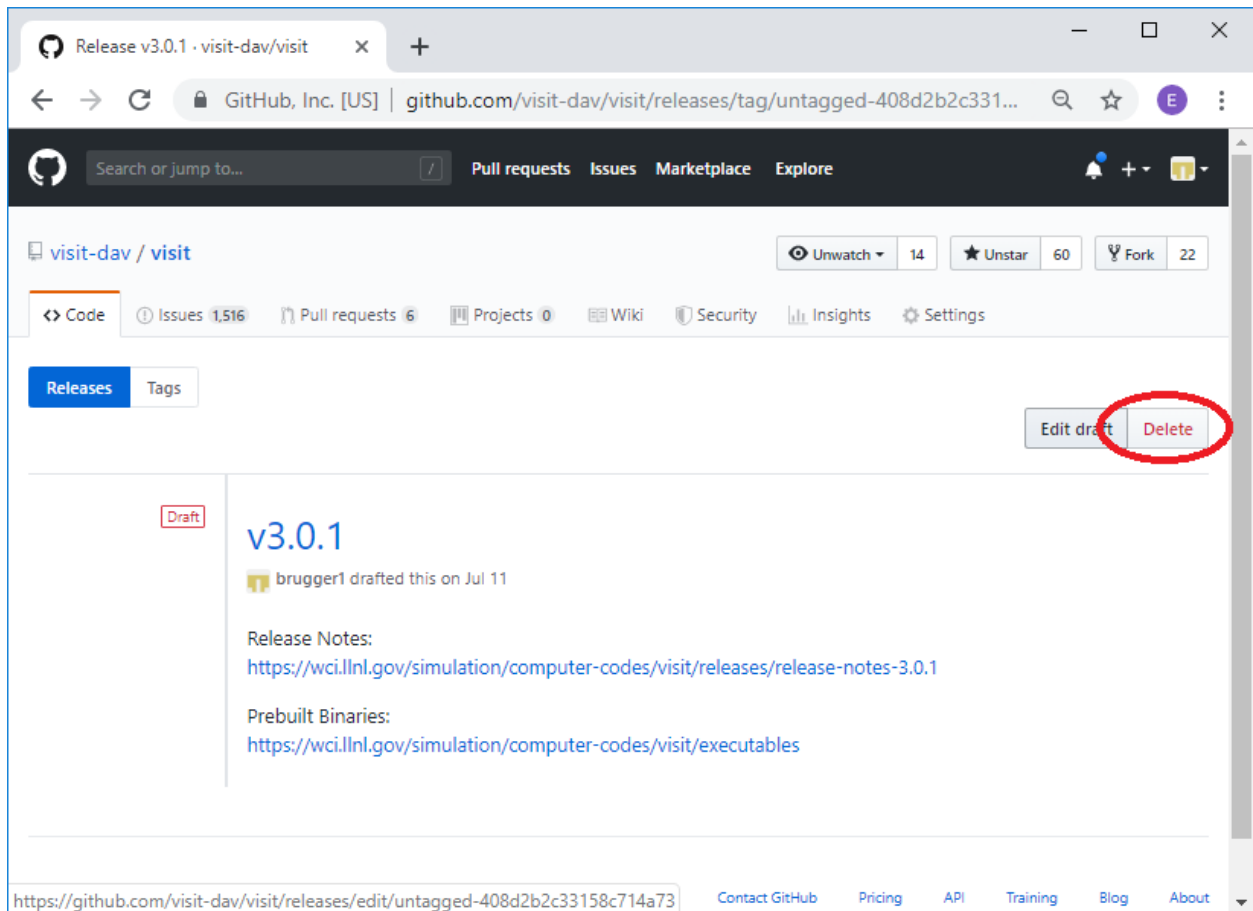 Release v3.0.1 · visit-dav/visit
GitHub, Inc. [US] | github.com/visit-dav/visit/releases/tag/untagged-408d2b2c331... E
Search or jump to... / Pull requests Issues Marketplace Explore
visit-dav / visit Unwatch 14 Unstar 60 Fork 22
<> Code Issues 1,516 Pull requests 6 Projects 0 Wiki Security Insights Settings
Releases Tags
Edit draft Delete
Draft
v3.0.1
brugger1 drafted this on Jul 11
Release Notes:
https://wci.llnl.gov/simulation/computer-codes/visit/releases/release-notes-3.0.1
Prebuilt Binaries:
https://wci.llnl.gov/simulation/computer-codes/visit/executables
https://github.com/visit-dav/visit/releases/edit/untagged-408d2b2c33158c714a73 Contact GitHub Pricing API Training Blog About